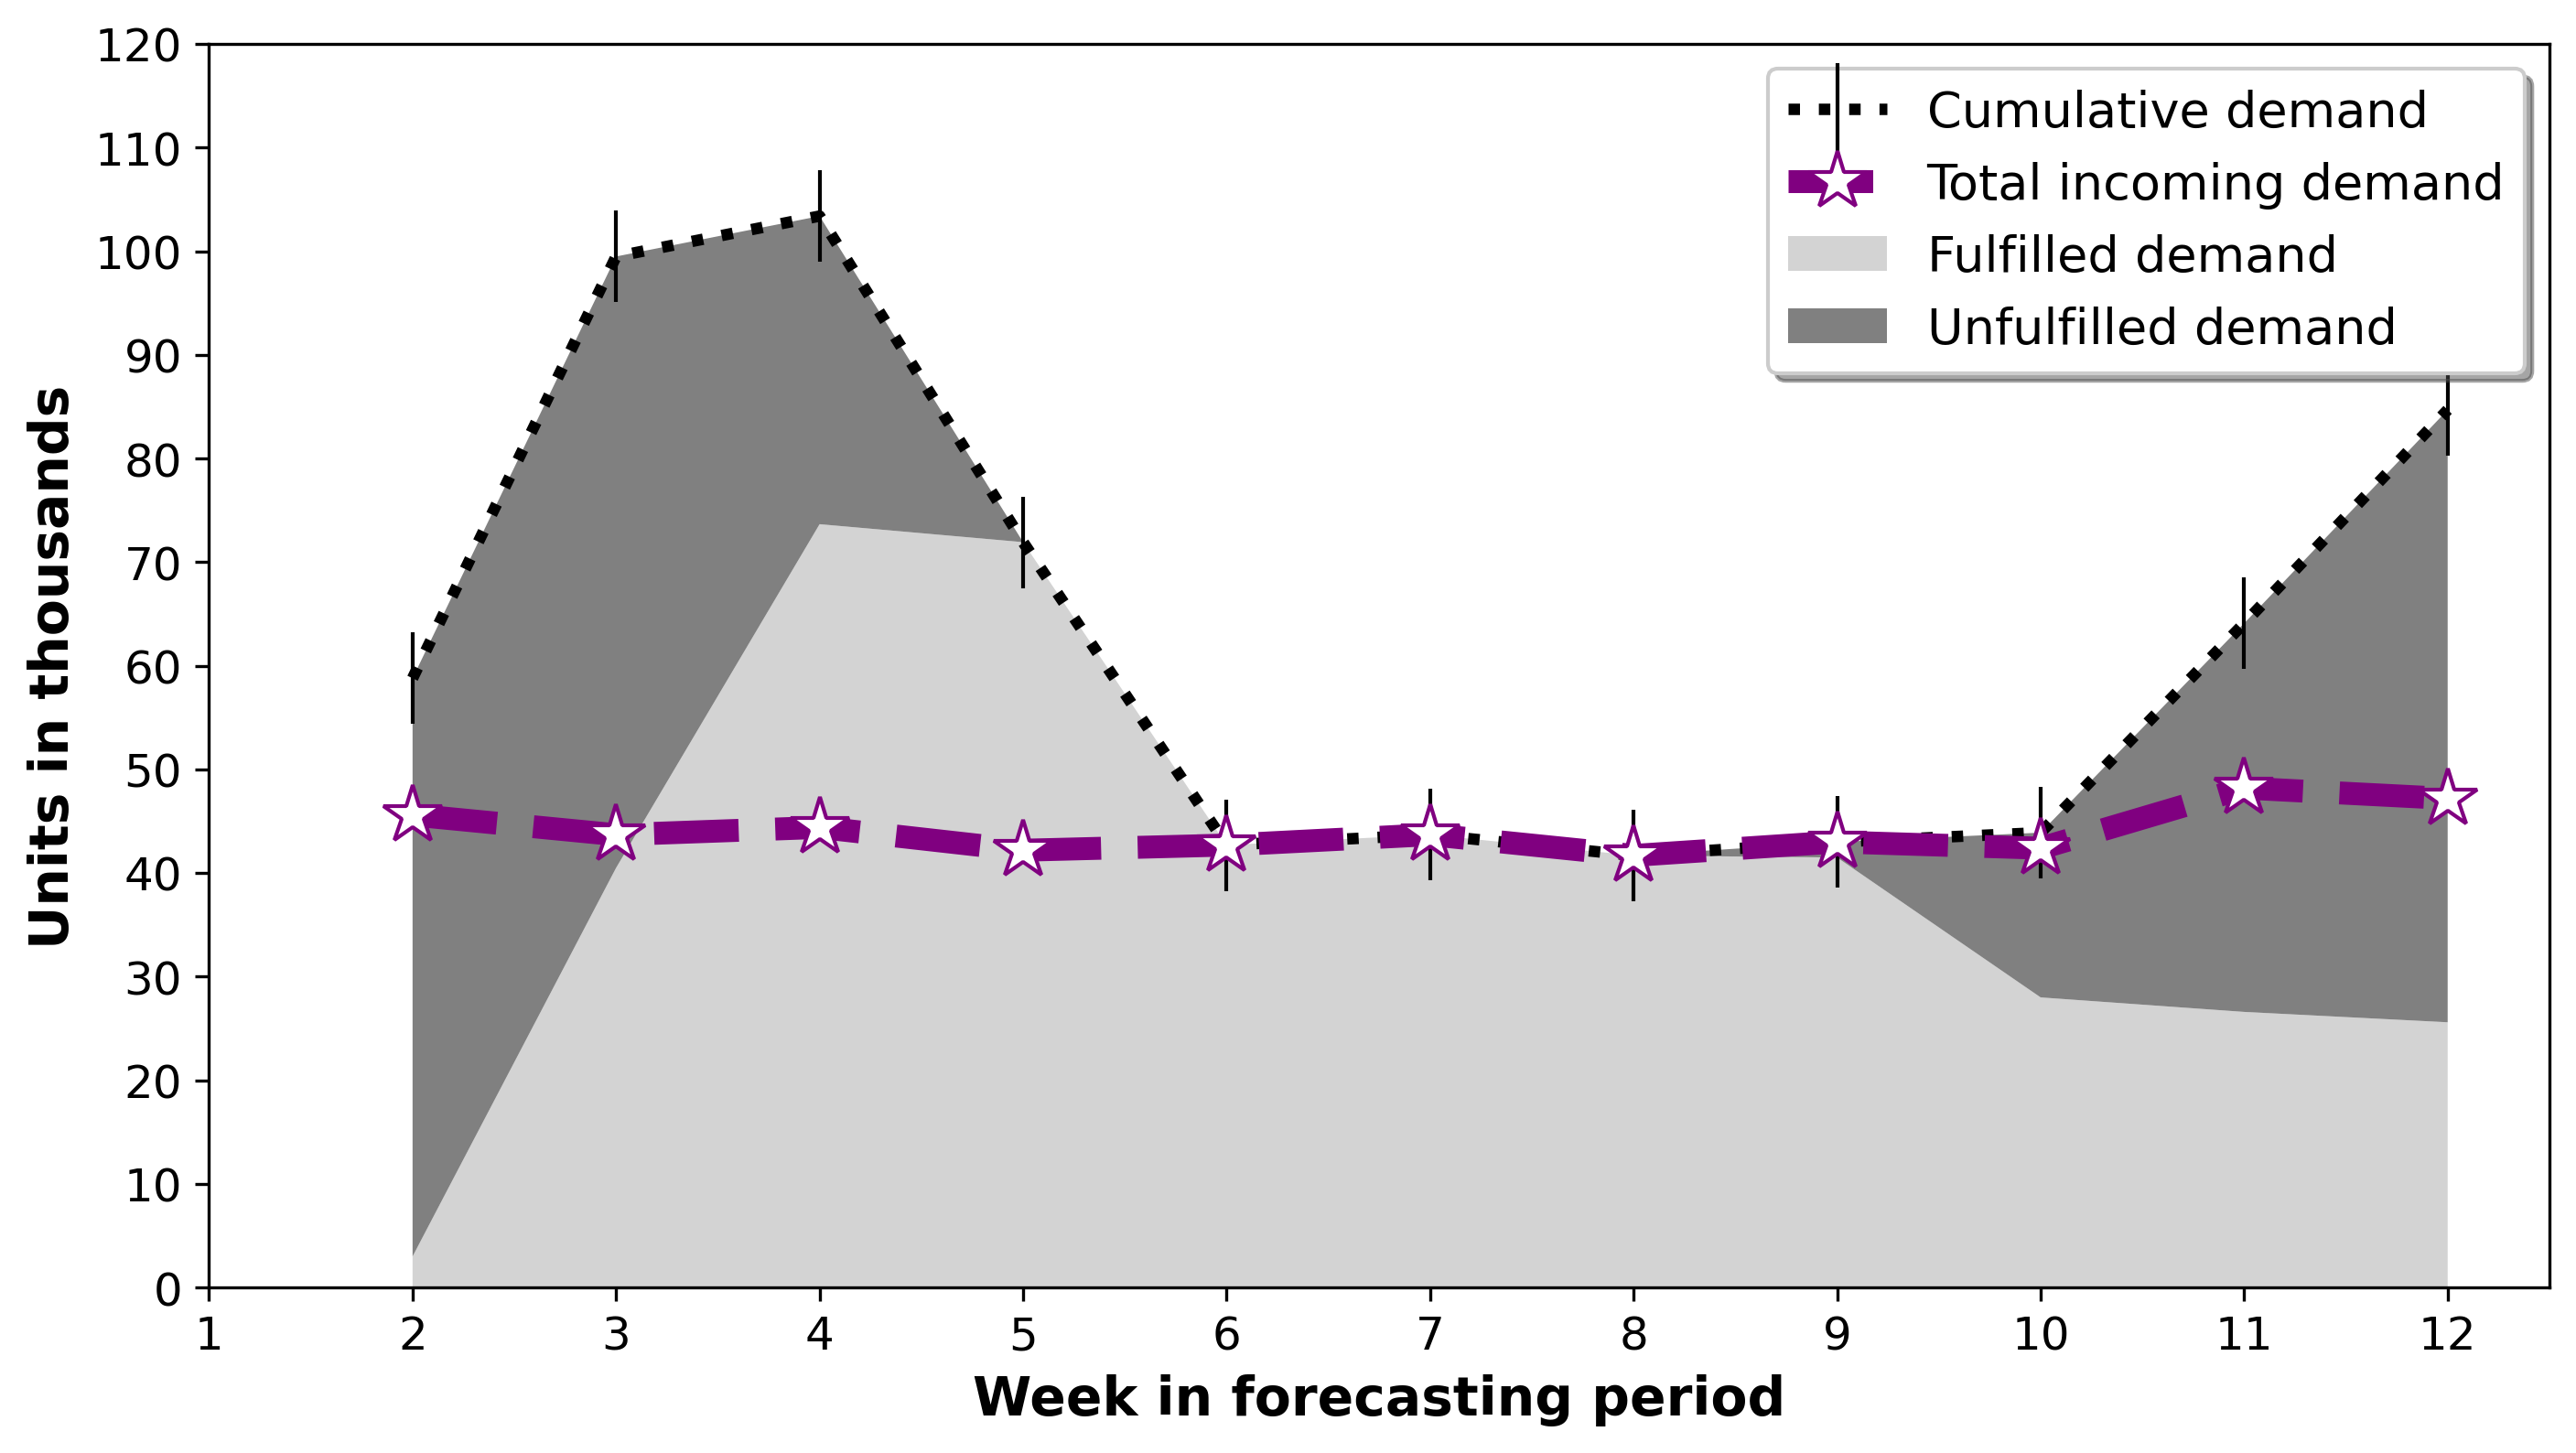 120
110
100
90
80
70
60
50
40
30
20
10
0
Units in thousands
Cumulative demand
Total incoming demand
Fulfilled demand
Unfulfilled demand
1 2 3 4 5 6 7 8 9 10 11 12
Week in forecasting period